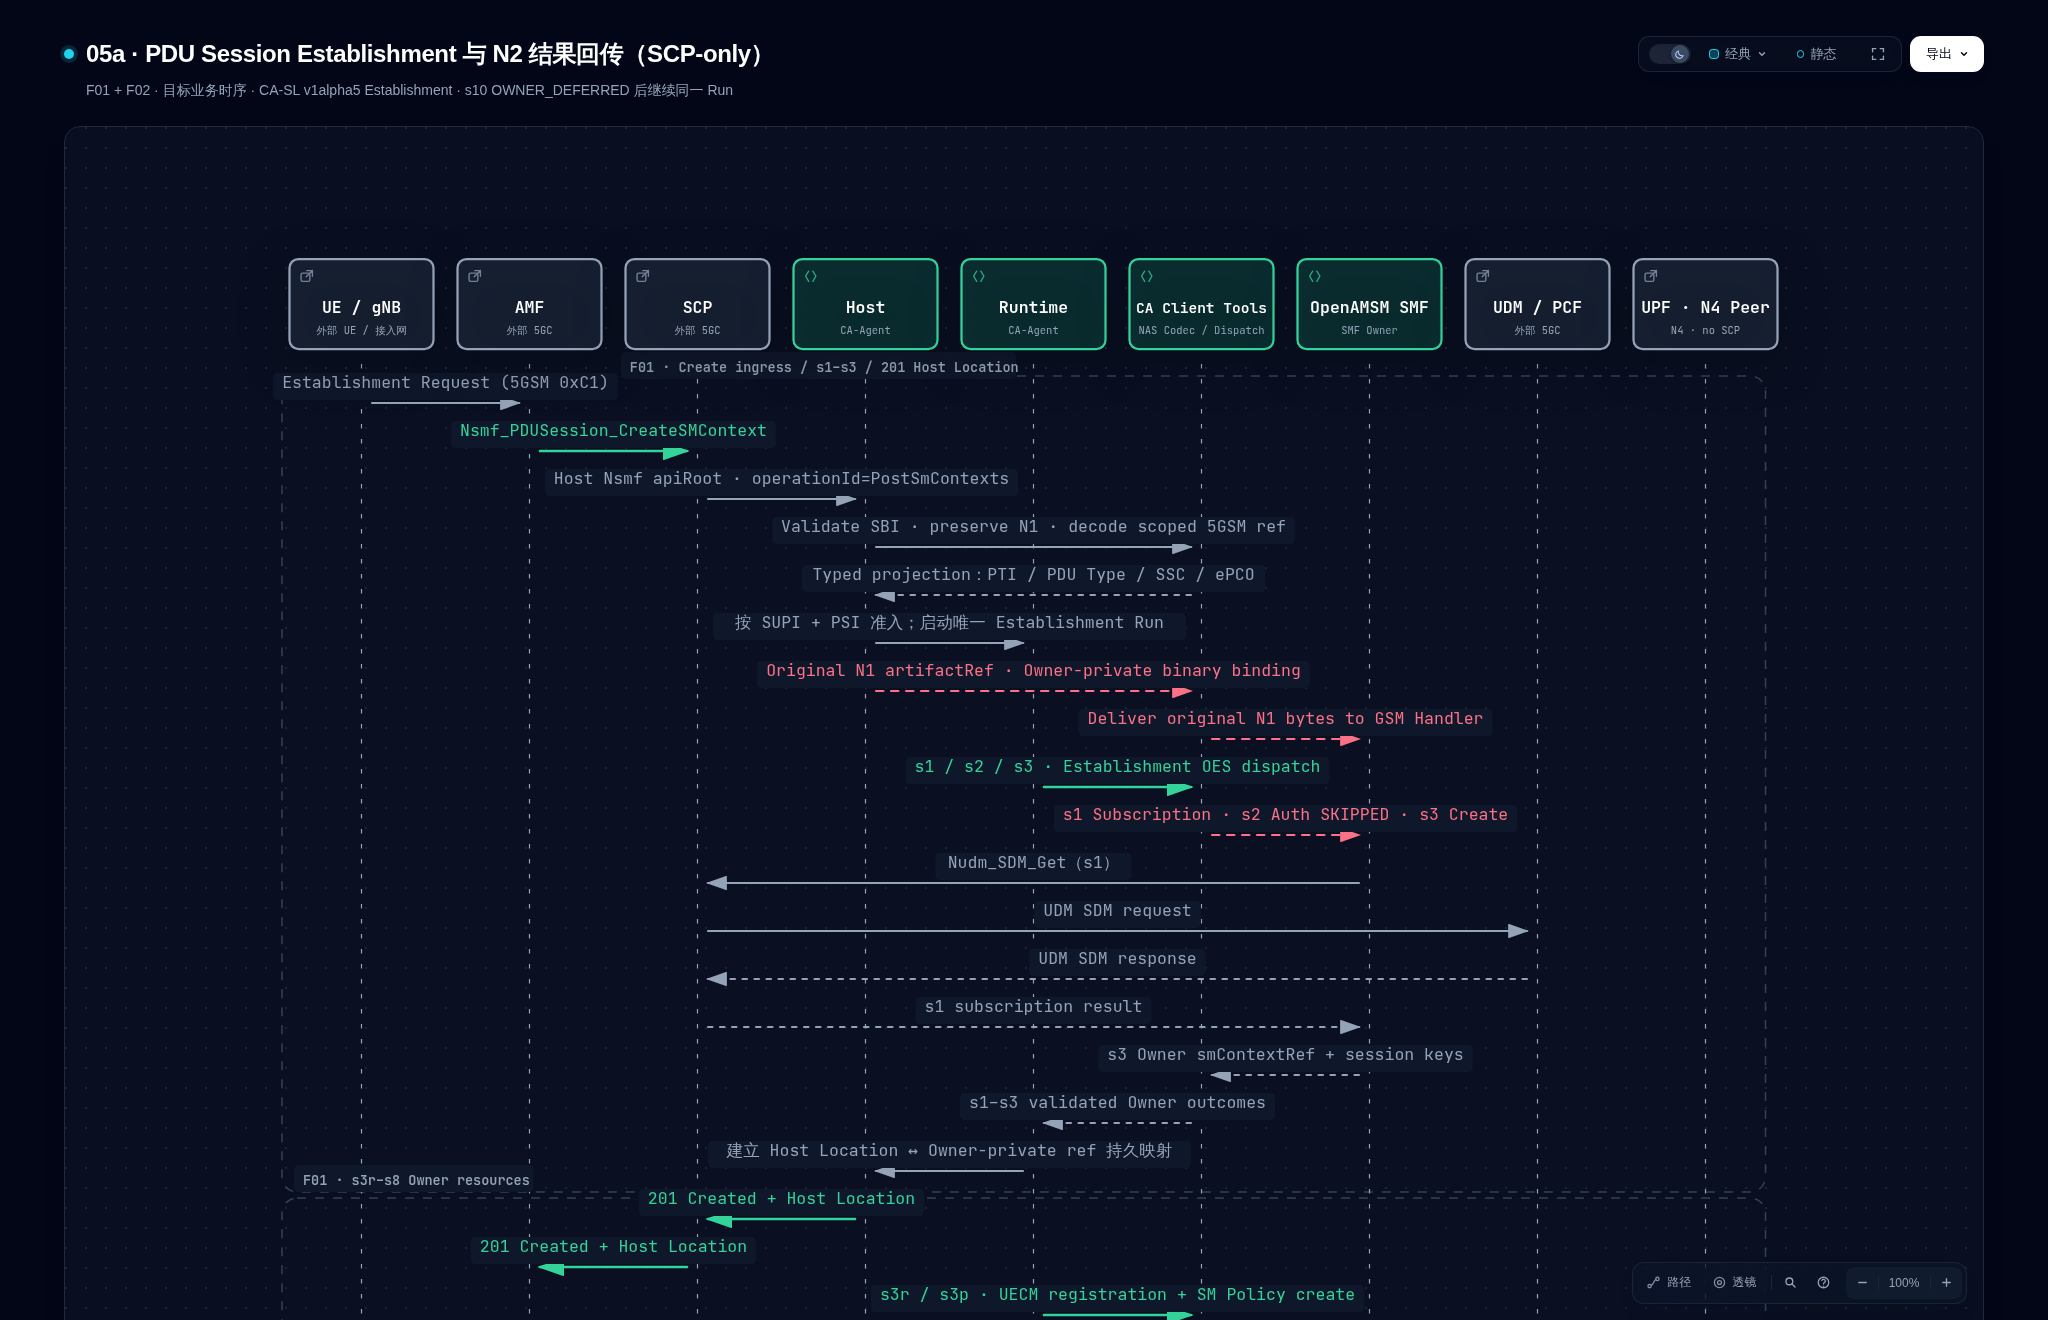 05a · PDU Session Establishment 与 N2 结果回传（SCP-only）
经典
静态
导出
F01 + F02 · 目标业务时序 · CA-SL v1alpha5 Establishment · s10 OWNER_DEFERRED 后继续同一 Run
UE / gNB
外部 UE / 接入网
AMF
外部 5GC
SCP
外部 5GC
Host
CA-Agent
Runtime
CA-Agent
CA Client Tools
NAS Codec / Dispatch
OpenAMSM SMF
SMF Owner
UDM / PCF
外部 5GC
UPF · N4 Peer
N4 · no SCP
F01 · Create ingress / s1–s3 / 201 Host Location
Establishment Request (5GSM 0xC1)
Nsmf_PDUSession_CreateSMContext
Host Nsmf apiRoot · operationId=PostSmContexts
Validate SBI · preserve N1 · decode scoped 5GSM ref
Typed projection：PTI / PDU Type / SSC / ePCO
按 SUPI + PSI 准入；启动唯一 Establishment Run
Original N1 artifactRef · Owner-private binary binding
Deliver original N1 bytes to GSM Handler
s1 / s2 / s3 · Establishment OES dispatch
s1 Subscription · s2 Auth SKIPPED · s3 Create
Nudm_SDM_Get（s1）
UDM SDM request
UDM SDM response
s1 subscription result
s3 Owner smContextRef + session keys
s1–s3 validated Owner outcomes
建立 Host Location ↔ Owner-private ref 持久映射
F01 · s3r–s8 Owner resources
201 Created + Host Location
201 Created + Host Location
s3r / s3p · UECM registration + SM Policy create
路径
透镜
100%